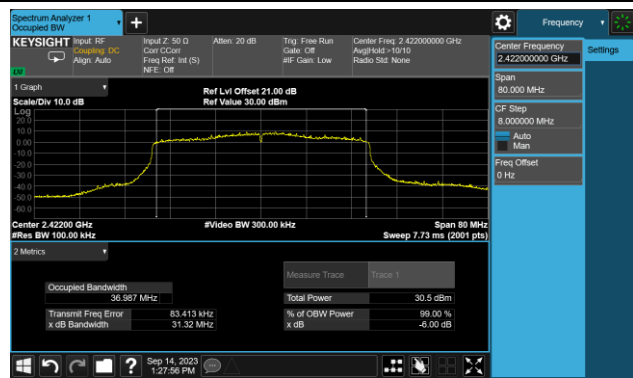 Spectrum Analyzer 1
Occupied BW
Frequency
KEYSIGHT
Input: RF
Coupling: DC
Align: Auto
Input Z: 50 Ω
Corr CCorr
Freq Ref: Int (S)
NFE: Off
Atten: 20 dB
Trig: Free Run
Gate: Off
#IF Gain: Low
Center Freq: 2.422000000 GHz
Avg|Hold:>10/10
Radio Std: None
Center Frequency
2.422000000 GHz
Settings
Span
80.000 MHz
CF Step
8.000000 MHz
Auto
Man
Freq Offset
0 Hz
1 Graph
Scale/Div 10.0 dB
Ref Lvl Offset 21.00 dB
Ref Value 30.00 dBm
Log
20.0
10.0
0.00
-10.0
-20.0
-30.0
-40.0
-50.0
-60.0
Center 2.42200 GHz
#Res BW 100.00 kHz
#Video BW 300.00 kHz
Span 80 MHz
Sweep 7.73 ms (2001 pts)
2 Metrics
Measure Trace
Trace 1
Occupied Bandwidth
36.987 MHz
Total Power
30.5 dBm
Transmit Freq Error
83.413 kHz
% of OBW Power
99.00 %
x dB Bandwidth
31.32 MHz
x dB
-6.00 dB
Sep 14, 2023
1:27:56 PM